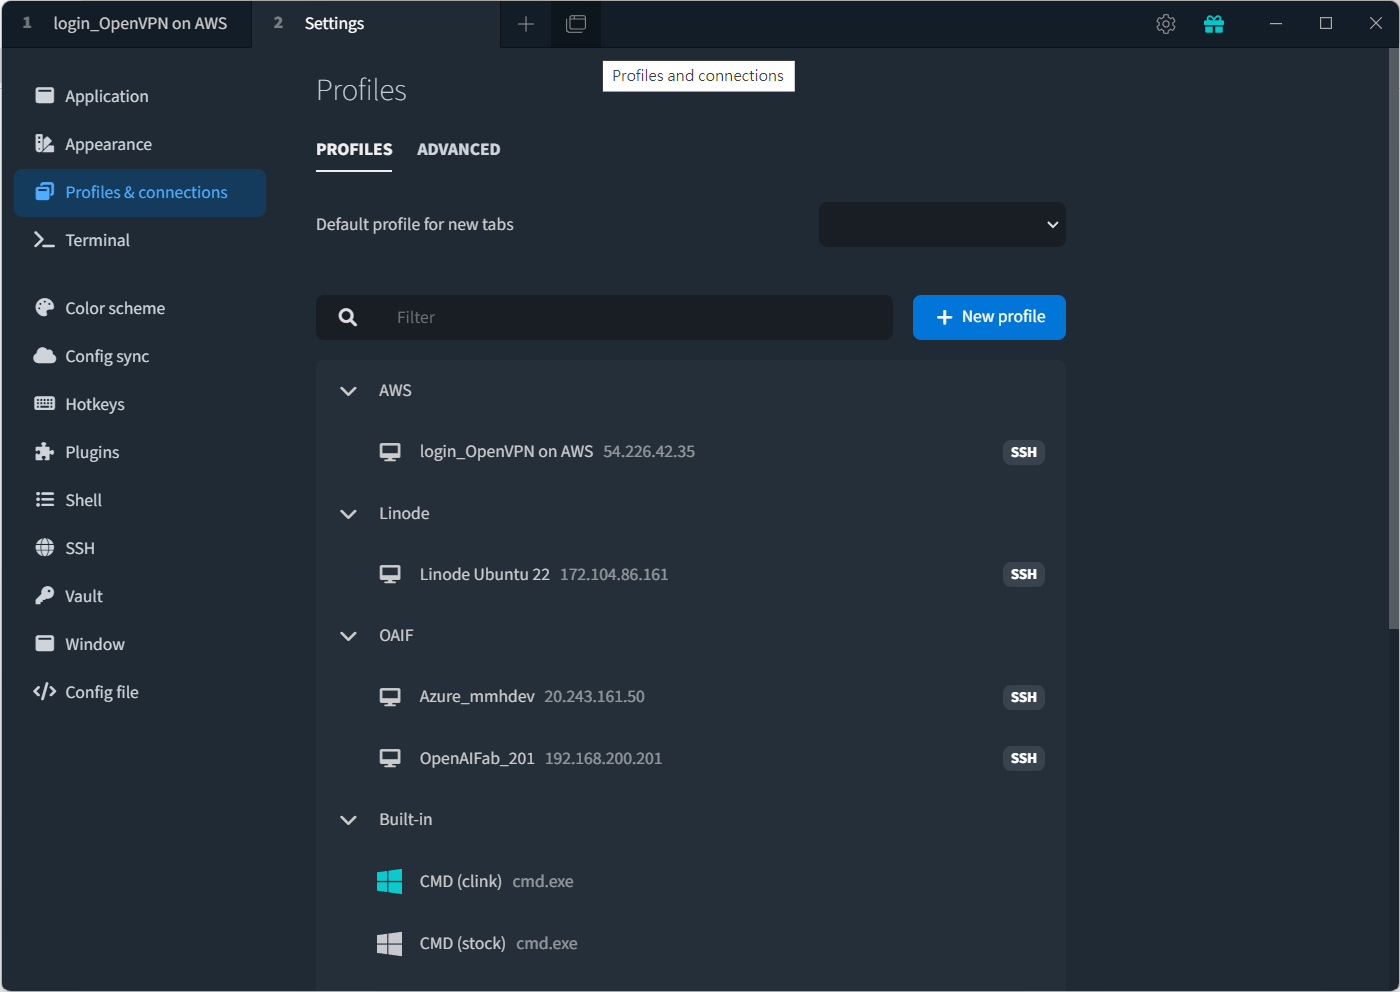 1 login_OpenVPN on AWS 2 Settings
Profiles and connections
Application
Appearance
Profiles & connections
Terminal
Color scheme
Config sync
Hotkeys
Plugins
Shell
SSH
Vault
Window
Config file
Profiles
PROFILES ADVANCED
Default profile for new tabs
Filter New profile
AWS
login_OpenVPN on AWS 54.226.42.35 SSH
Linode
Linode Ubuntu 22 172.104.86.161 SSH
OAIF
Azure_mmhdev 20.243.161.50 SSH
OpenAIFab_201 192.168.200.201 SSH
Built-in
CMD (clink) cmd.exe
CMD (stock) cmd.exe